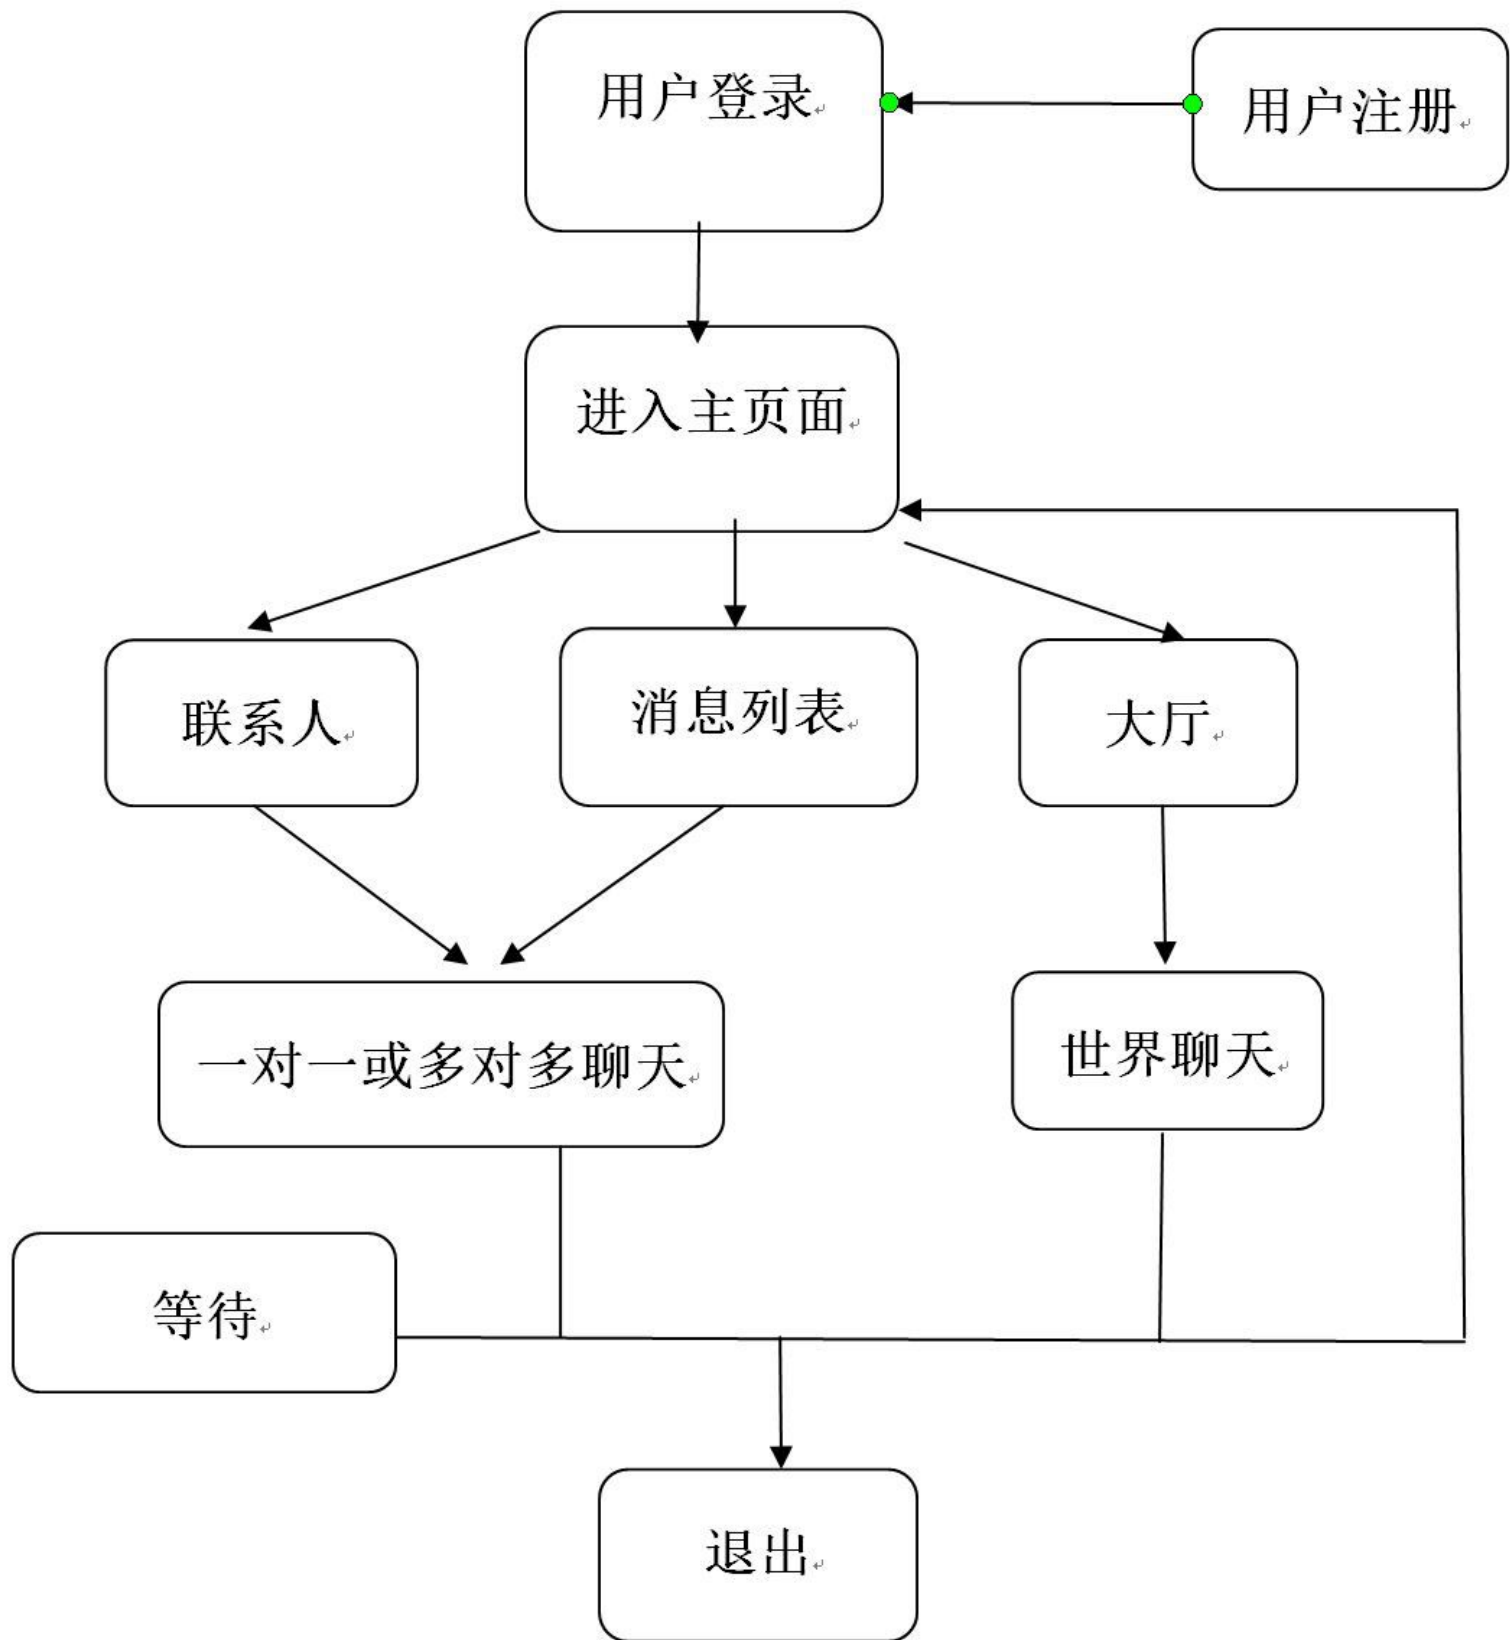 用户登录
用户注册
进入主页面
联系人
消息列表
大厅
一对一或多对多聊天
世界聊天
等待
退出